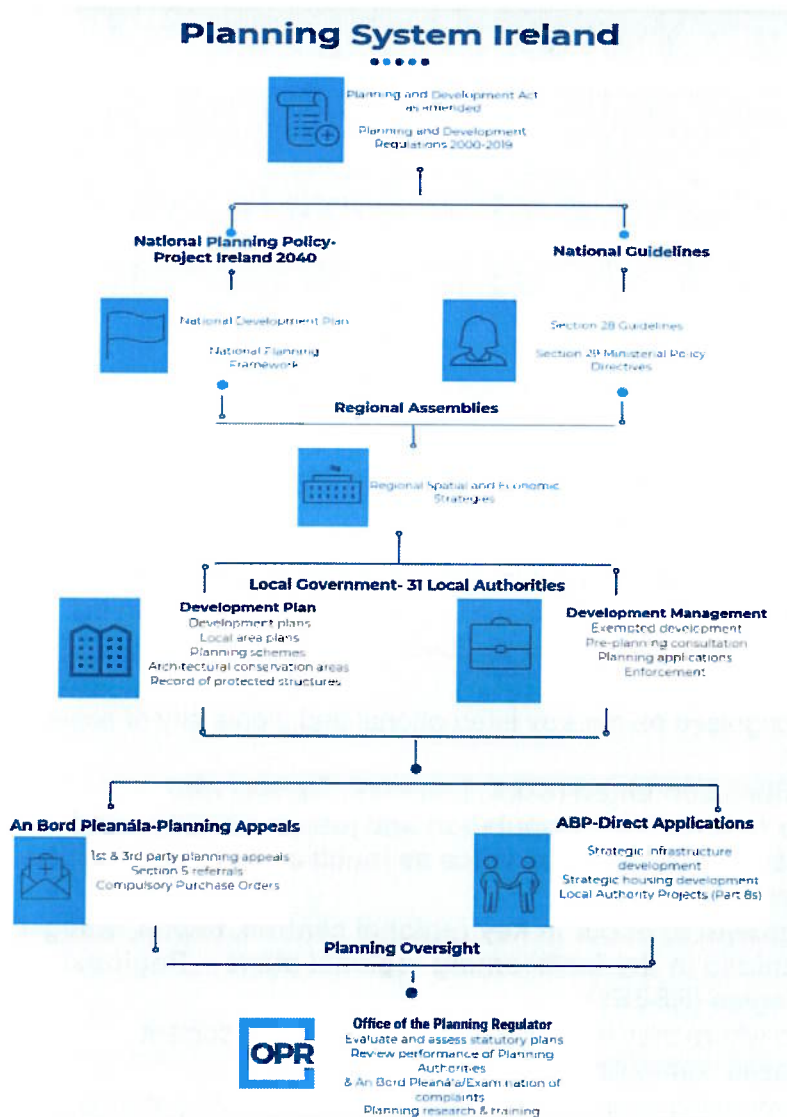 Planning System Ireland
Planning and Development Act
as amended
Planning and Development
Regulations 2000-2019
National Planning Policy-
Project Ireland 2040
National Guidelines
National Development Plan
National Planning
Framework
Section 28 Guidelines
Section 29 Ministerial Policy
Directives
Regional Assemblies
Regional Spatial and Economic
Strategies
Local Government- 31 Local Authorities
Development Plan
Development plans
Local area plans
Planning schemes
Architectural conservation areas
Record of protected structures
Development Management
Exempted development
Pre-planning consultation
Planning applications
Enforcement
An Bord Pleanála-Planning Appeals
1st & 3rd party planning appeals
Section 5 referrals
Compulsory Purchase Orders
ABP-Direct Applications
Strategic infrastructure
development
Strategic housing development
Local Authority Projects (Part 8s)
Planning Oversight
OPR
Office of the Planning Regulator
Evaluate and assess statutory plans
Review performance of Planning
Authorities
& An Bord Pleanála/Examination of
complaints
Planning research & training